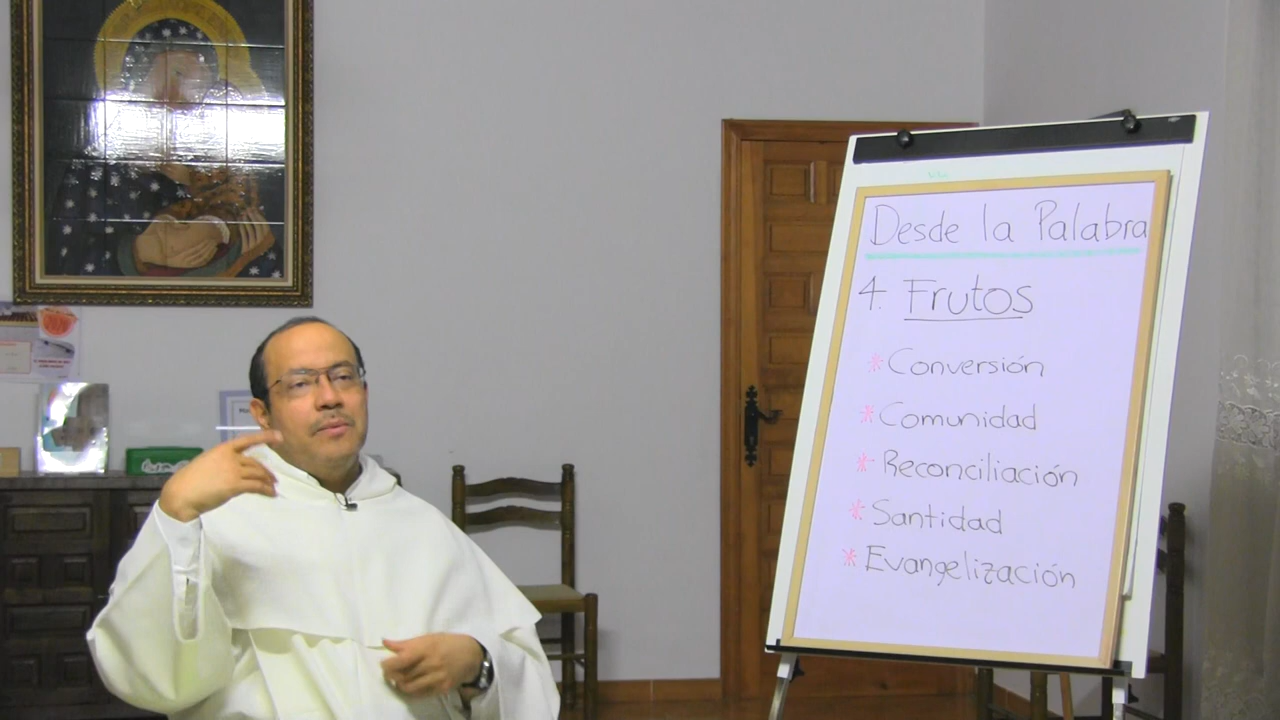 Desde la Palabra
4. Frutos
* Conversión
* Comunidad
* Reconciliación
* Santidad
* Evangelización